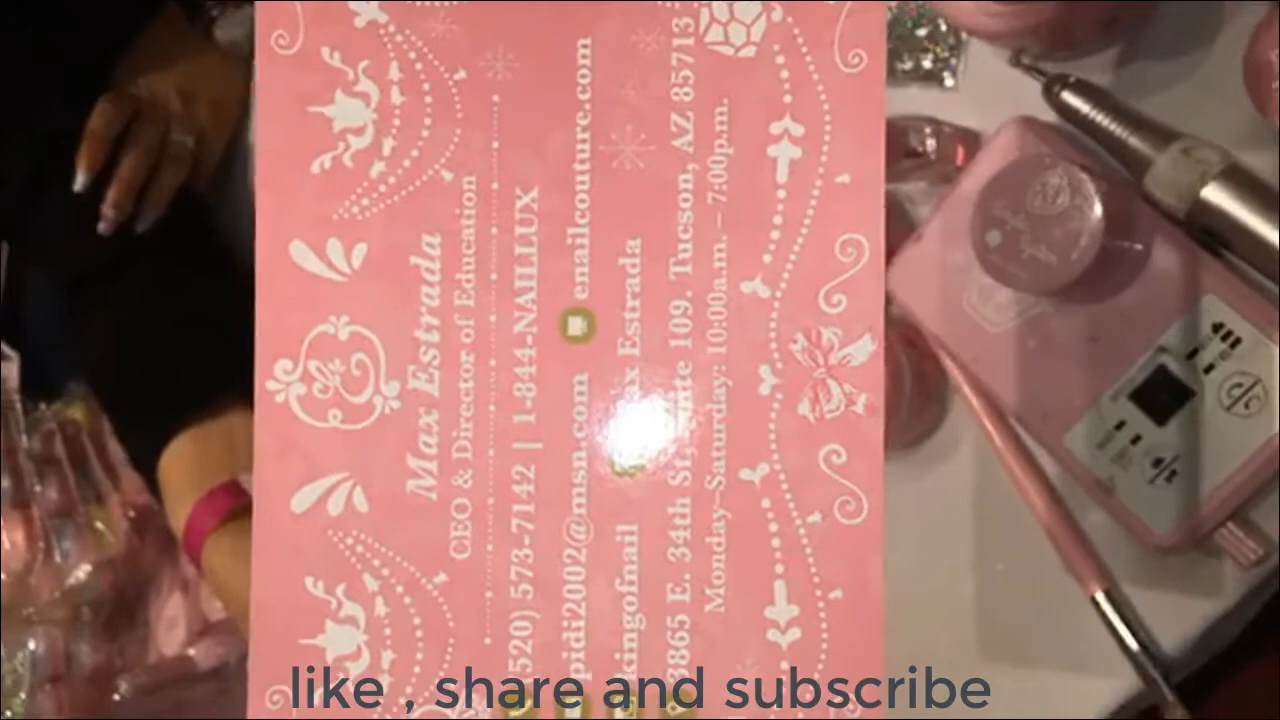 Max Estrada
CEO & Director of Education
520) 573-7142 | 1-844-NAILLUX
pidi2002@msn.com enailcouture.com
kingofnail Max Estrada
3865 E. 34th St, Suite 109. Tucson, AZ 85713
Monday–Saturday: 10:00a.m. – 7:00p.m.
like , share and subscribe